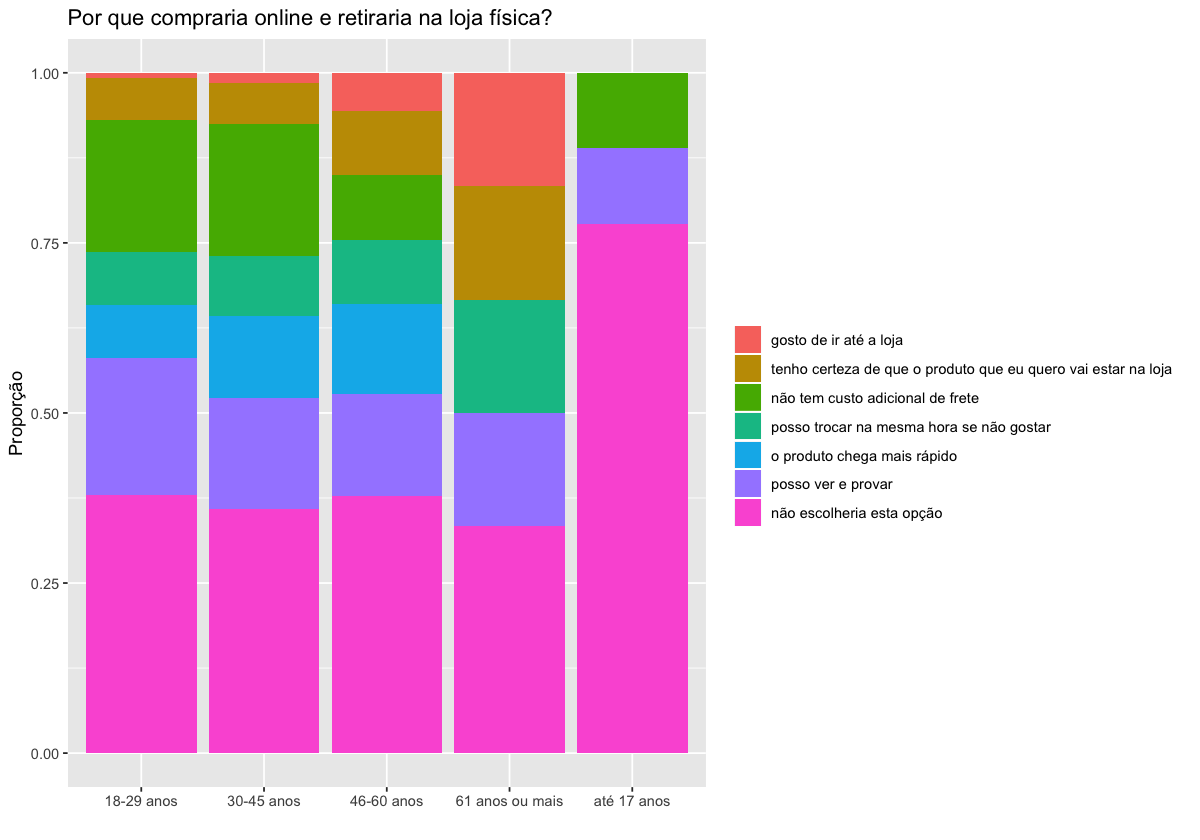 Por que compraria online e retiraria na loja física?
Proporção
1.00
0.75
0.50
0.25
0.00
18-29 anos
30-45 anos
46-60 anos
61 anos ou mais
até 17 anos
gosto de ir até a loja
tenho certeza de que o produto que eu quero vai estar na loja
não tem custo adicional de frete
posso trocar na mesma hora se não gostar
o produto chega mais rápido
posso ver e provar
não escolheria esta opção